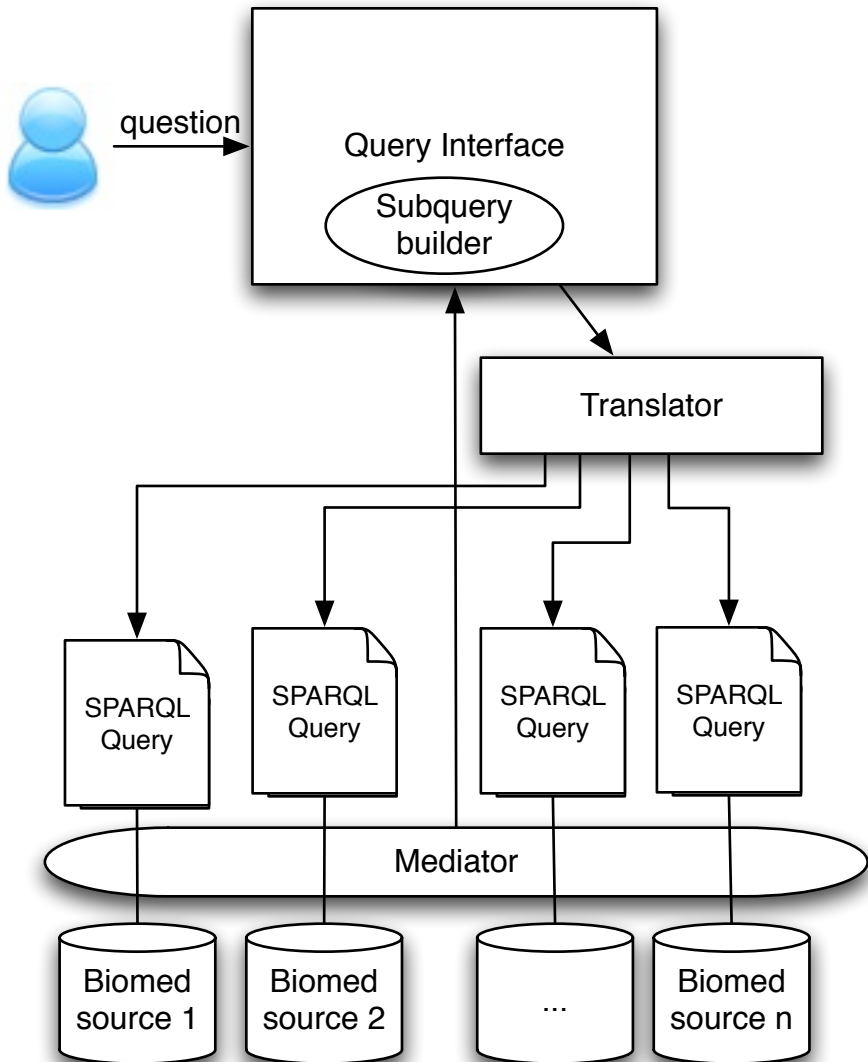 question
Query Interface
Subquery
builder
Translator
SPARQL
Query
SPARQL
Query
SPARQL
Query
SPARQL
Query
Mediator
Biomed
source 1
Biomed
source 2
...
Biomed
source n